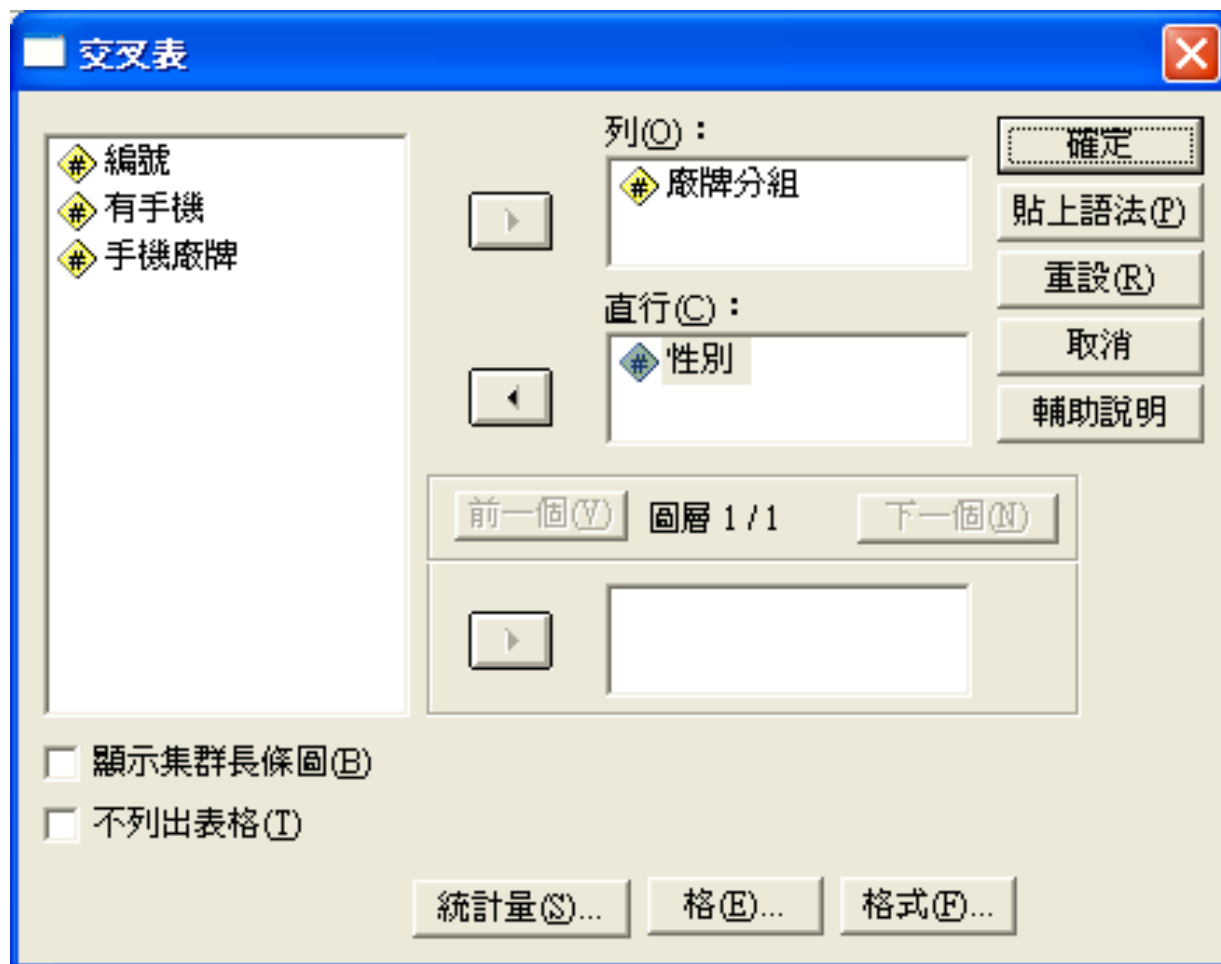 交叉表
編號
有手機
手機廠牌
列(O)：
廠牌分組
直行(C)：
性別
確定
貼上語法(P)
重設(R)
取消
輔助說明
前一個(V)
圖層 1 / 1
下一個(N)
顯示集群長條圖(B)
不列出表格(T)
統計量(S)...
格(E)...
格式(F)...